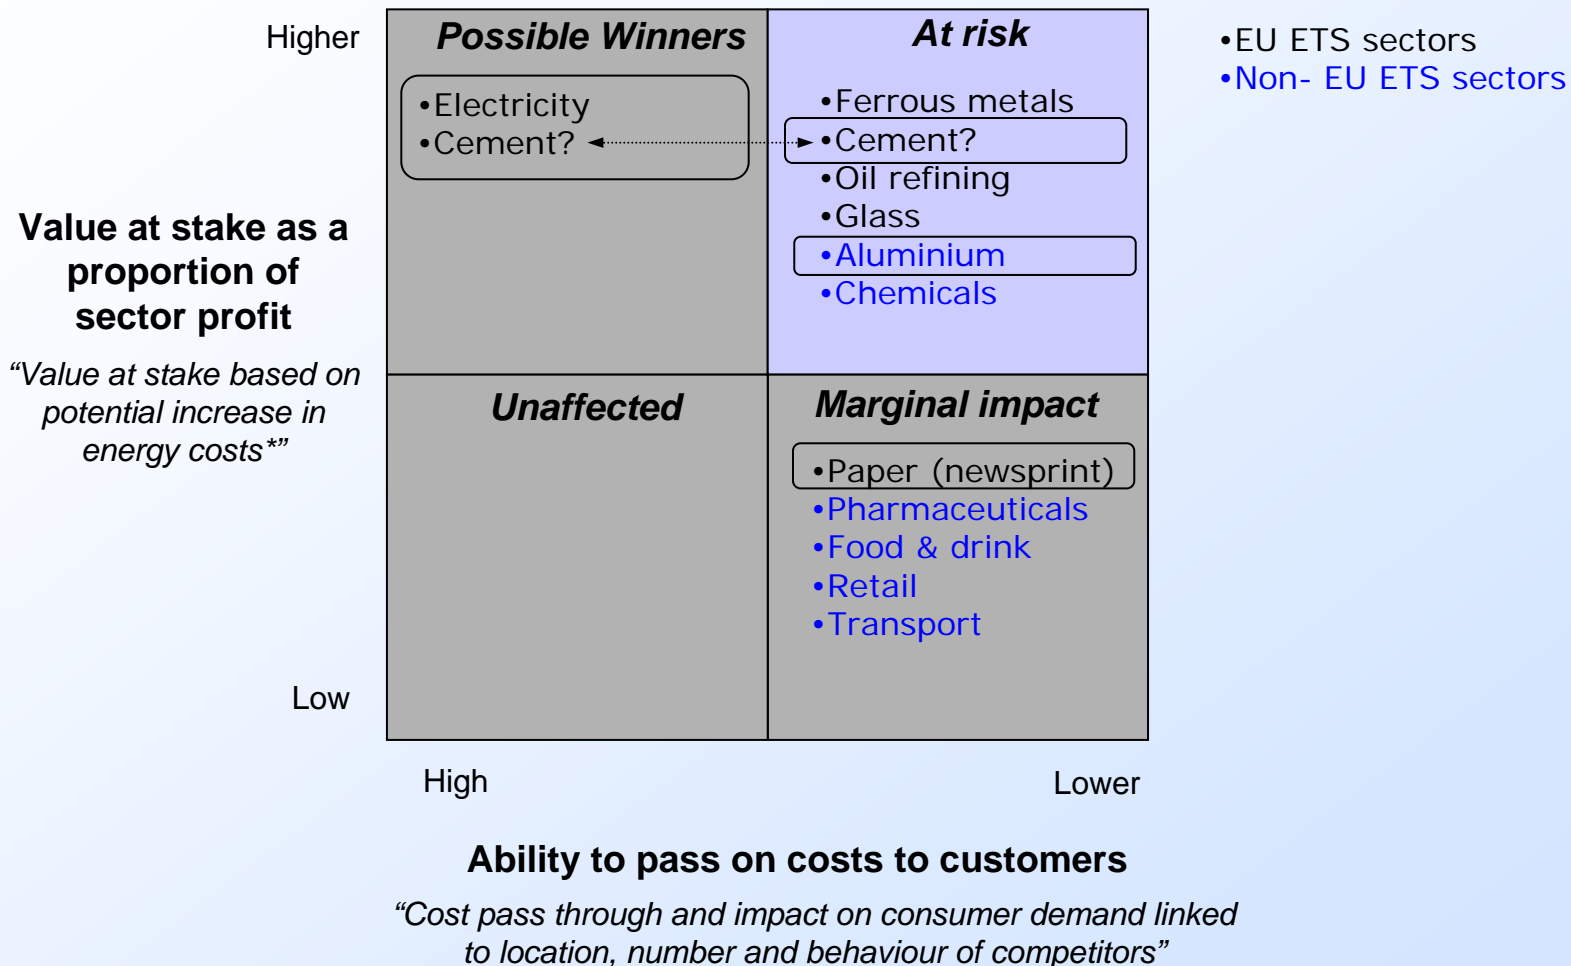 Higher
Possible Winners
At risk
•EU ETS sectors
•Non- EU ETS sectors
•Electricity
•Cement?
•Ferrous metals
•Cement?
•Oil refining
•Glass
•Aluminium
•Chemicals
Value at stake as a
proportion of
sector profit
“Value at stake based on
potential increase in
energy costs*”
Unaffected
Marginal impact
•Paper (newsprint)
•Pharmaceuticals
•Food & drink
•Retail
•Transport
Low
High
Lower
Ability to pass on costs to customers
“Cost pass through and impact on consumer demand linked
to location, number and behaviour of competitors”